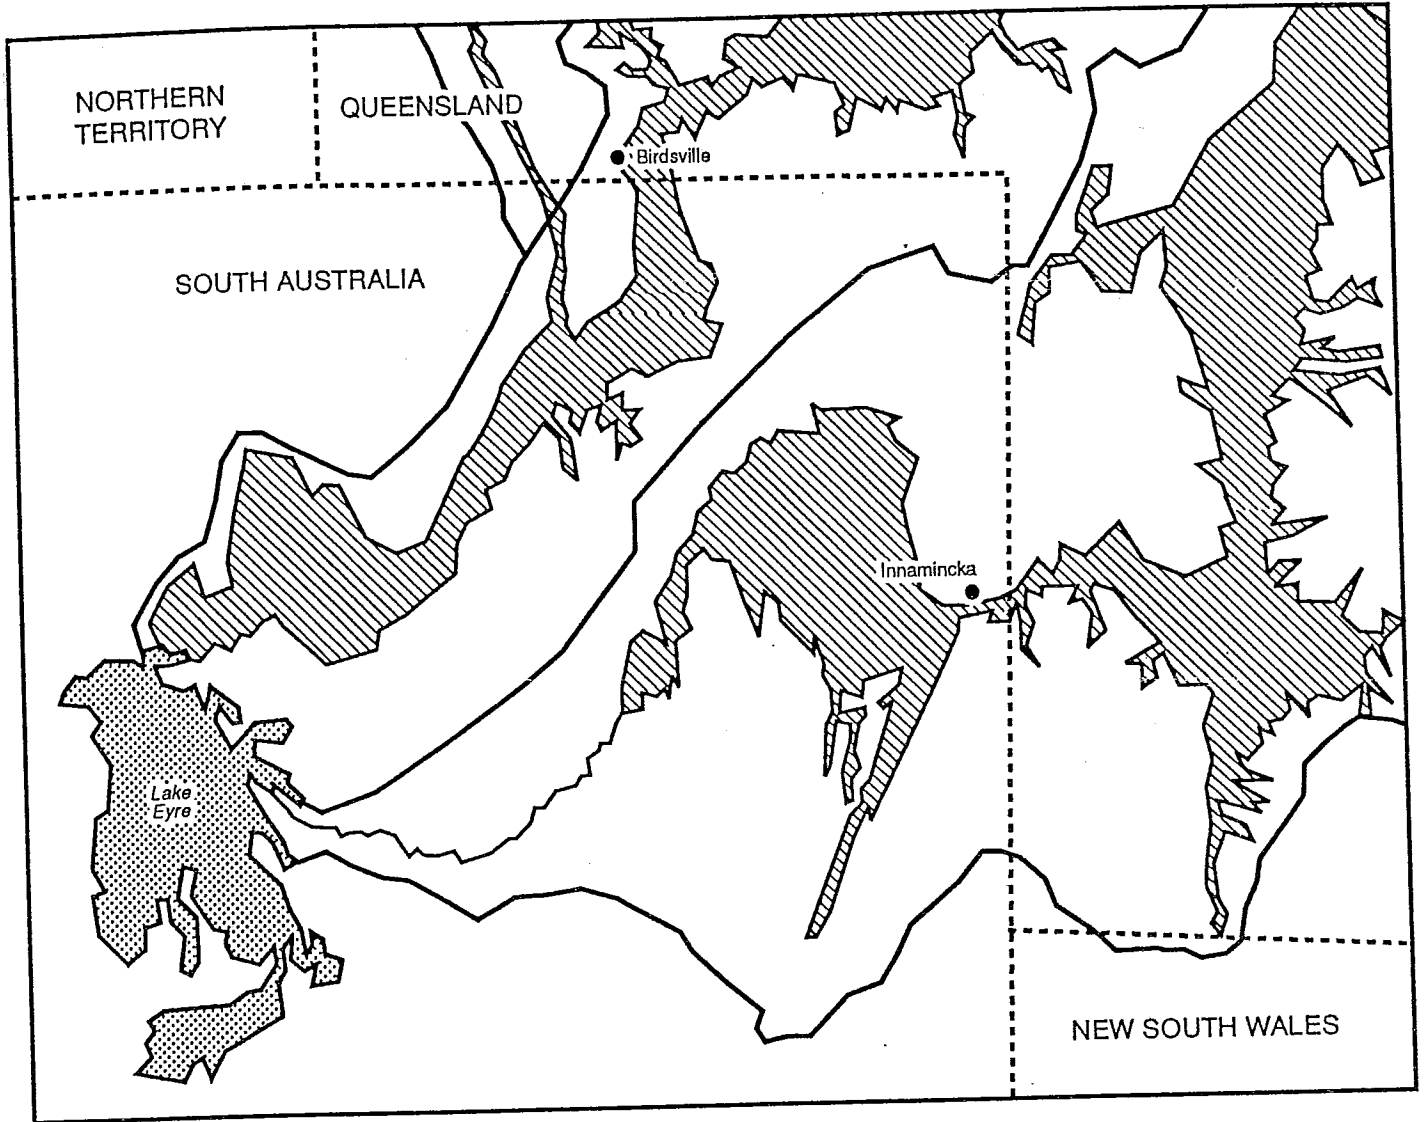 NORTHERN
TERRITORY
QUEENSLAND
Birdsville
SOUTH AUSTRALIA
Innamincka
Lake
Eyre
NEW SOUTH WALES